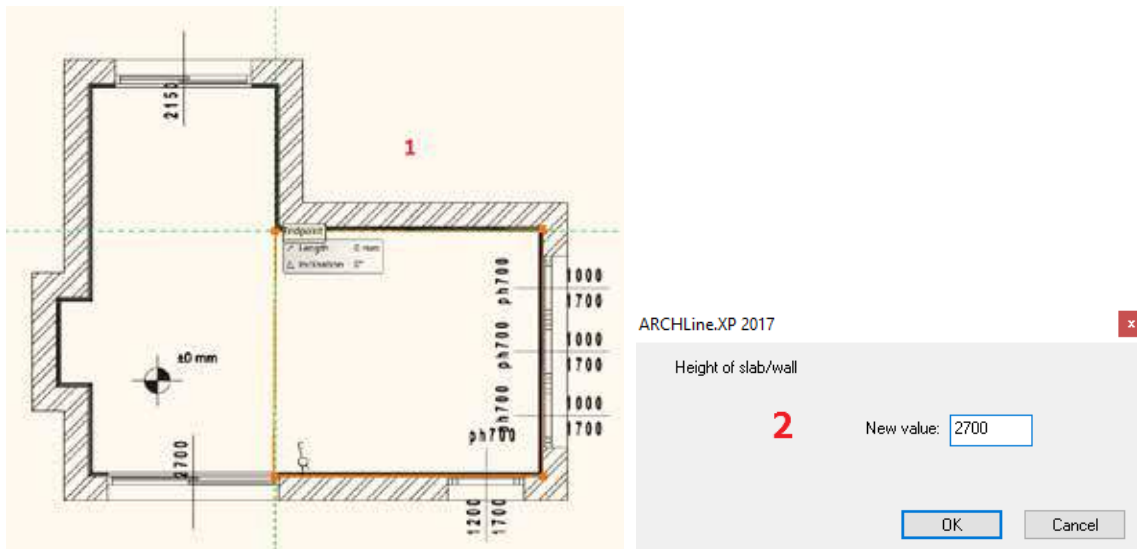 2150
1
Endpoint
Length 0 mm
Inclination 0°
ph700
1000
1700
ph700
1000
1700
ph700
1000
1700
±0 mm
2700
ph700
1200
1700
ARCHLine.XP 2017
x
Height of slab/wall
2
New value: 2700
OK
Cancel